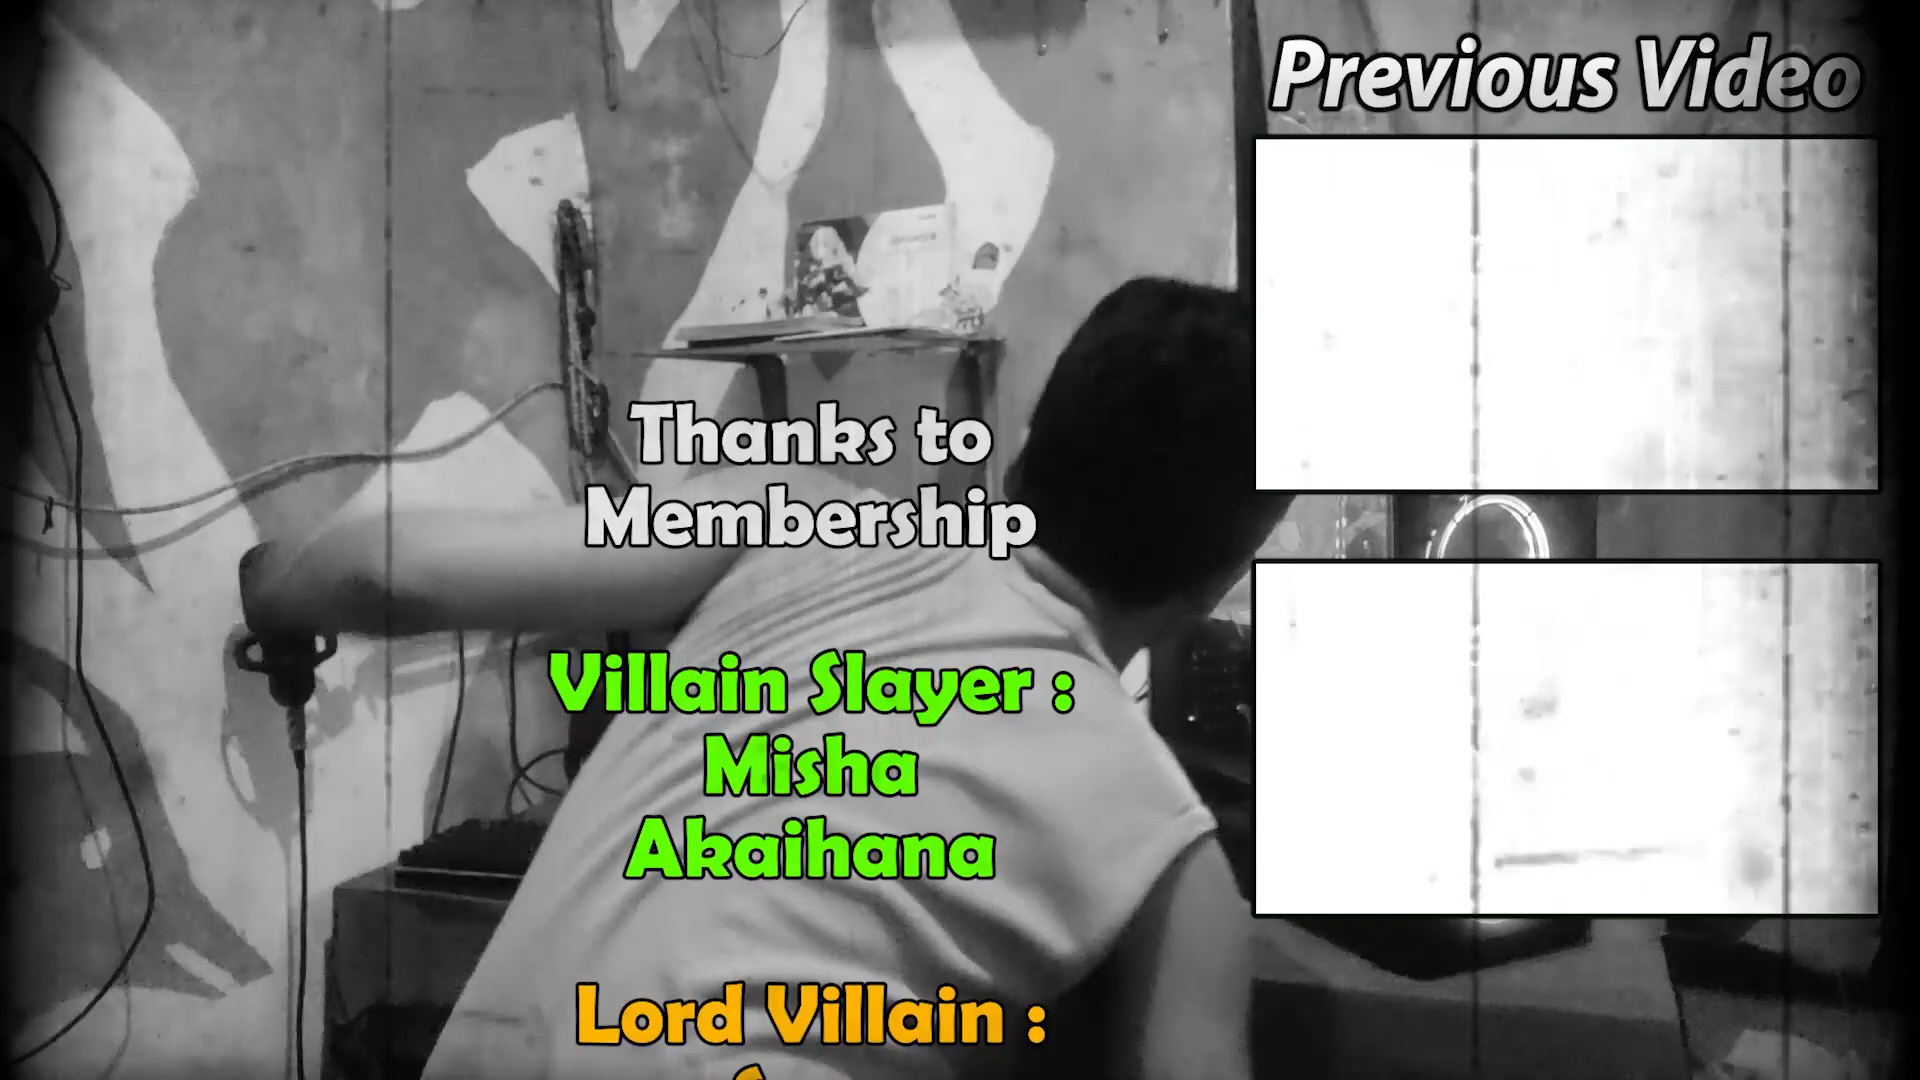 Previous Video
Thanks to
Membership
Villain Slayer :
Misha
Akaihana
Lord Villain :